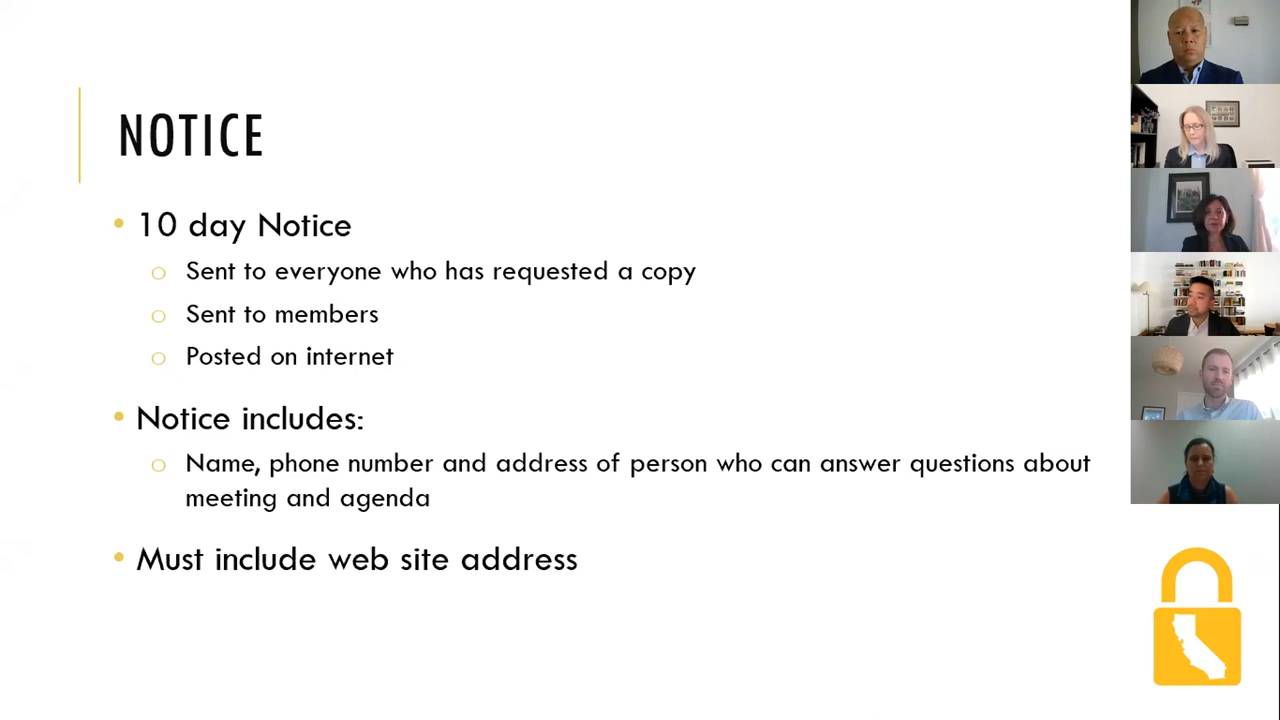 NOTICE
• 10 day Notice
o Sent to everyone who has requested a copy
o Sent to members
o Posted on internet
• Notice includes:
o Name, phone number and address of person who can answer questions about
meeting and agenda
• Must include web site address